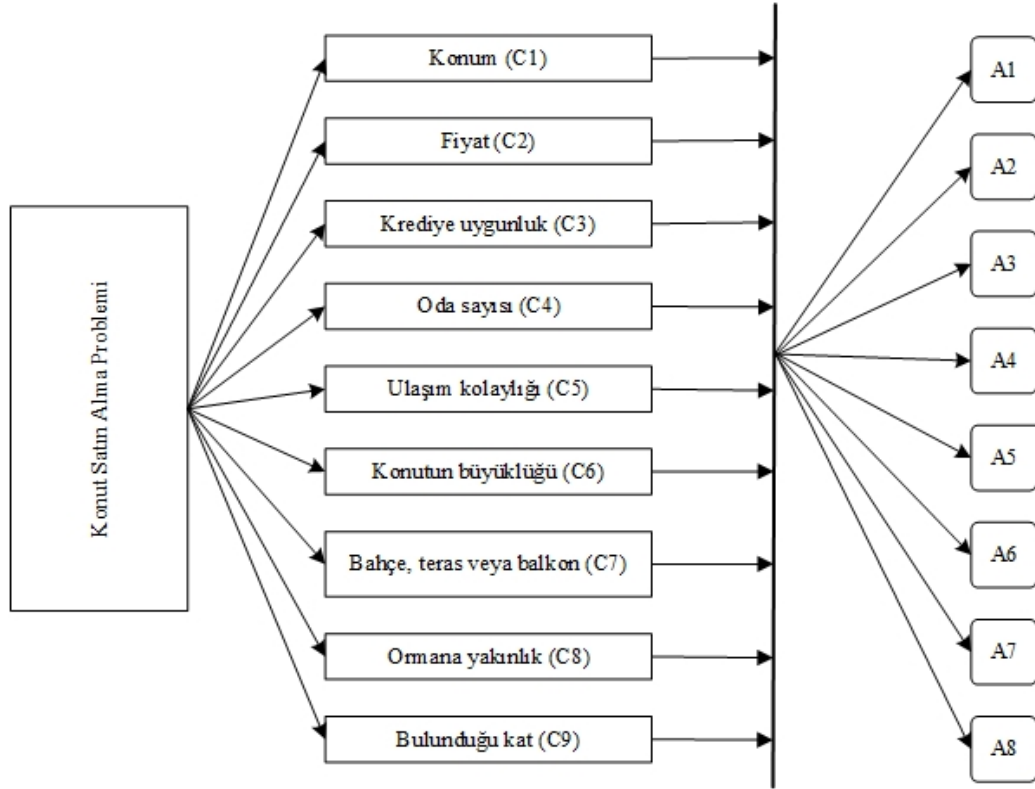 Konut Satın Alma Problemi
Konum (C1)
Fiyat (C2)
Krediye uygunluk (C3)
Oda sayısı (C4)
Ulaşım kolaylığı (C5)
Konutun büyüklüğü (C6)
Bahçe, teras veya balkon (C7)
Ormana yakınlık (C8)
Bulunduğu kat (C9)
A1
A2
A3
A4
A5
A6
A7
A8